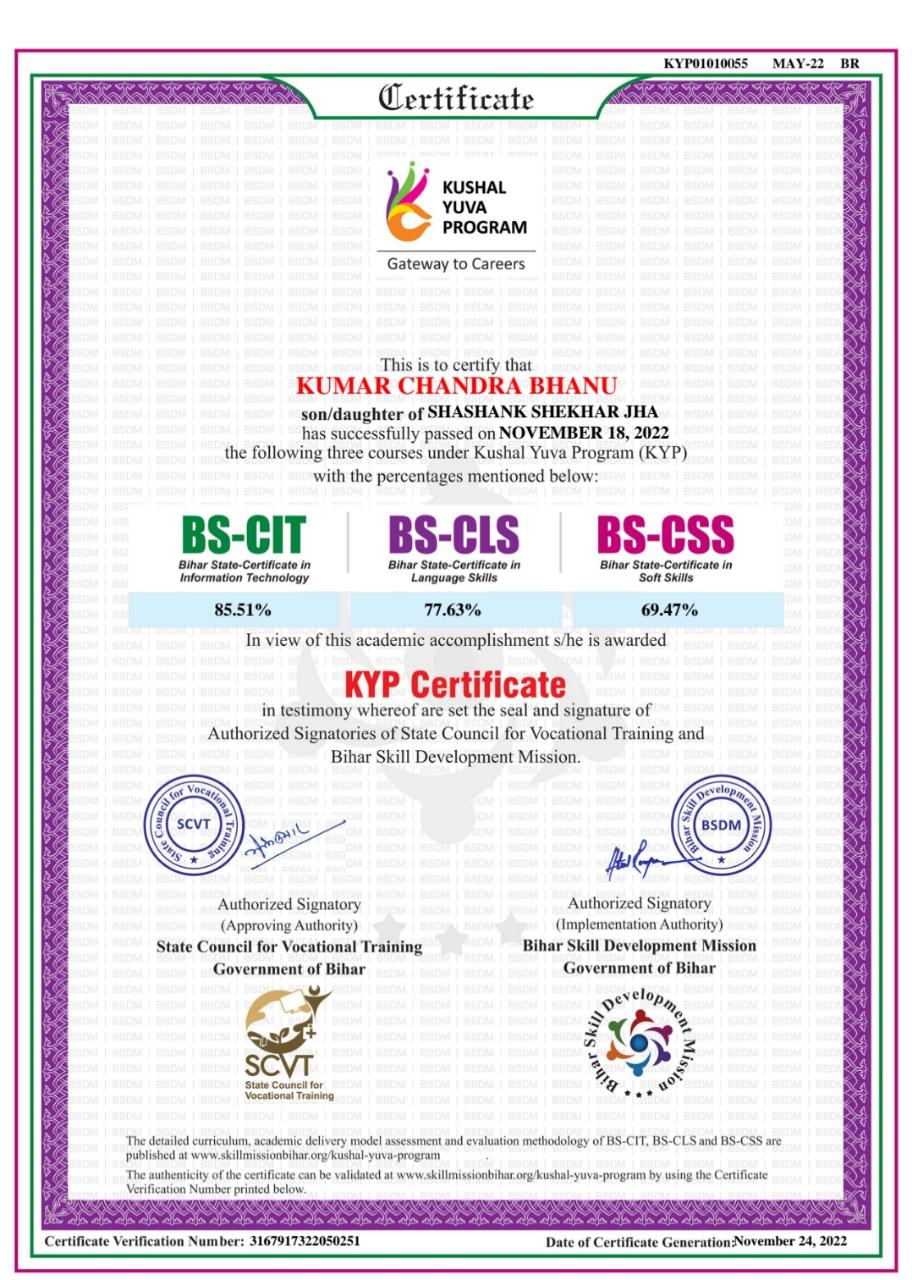 KYP01010055 MAY-22 BR
Certificate
KUSHAL
YUVA
PROGRAM
Gateway to Careers
This is to certify that
KUMAR CHANDRA BHANU
son/daughter of SHASHANK SHEKHAR JHA
has successfully passed on NOVEMBER 18, 2022
the following three courses under Kushal Yuva Program (KYP)
with the percentages mentioned below:
BS-CIT BS-CLS BS-CSS
Bihar State-Certificate in Bihar State-Certificate in Bihar State-Certificate in
Information Technology Language Skills Soft Skills
85.51% 77.63% 69.47%
In view of this academic accomplishment s/he is awarded
KYP Certificate
in testimony whereof are set the seal and signature of
Authorized Signatories of State Council for Vocational Training and
Bihar Skill Development Mission.
State Council for Vocational Training
SCVT
Bihar Skill Development Mission
BSDM
Authorized Signatory
(Approving Authority)
State Council for Vocational Training
Government of Bihar
Authorized Signatory
(Implementation Authority)
Bihar Skill Development Mission
Government of Bihar
SCVT
State Council for
Vocational Training
Bihar Skill Development Mission
The detailed curriculum, academic delivery model assessment and evaluation methodology of BS-CIT, BS-CLS and BS-CSS are
published at www.skillmissionbihar.org/kushal-yuva-program
The authenticity of the certificate can be validated at www.skillmissionbihar.org/kushal-yuva-program by using the Certificate
Verification Number printed below.
Certificate Verification Number: 3167917322050251 Date of Certificate Generation:November 24, 2022